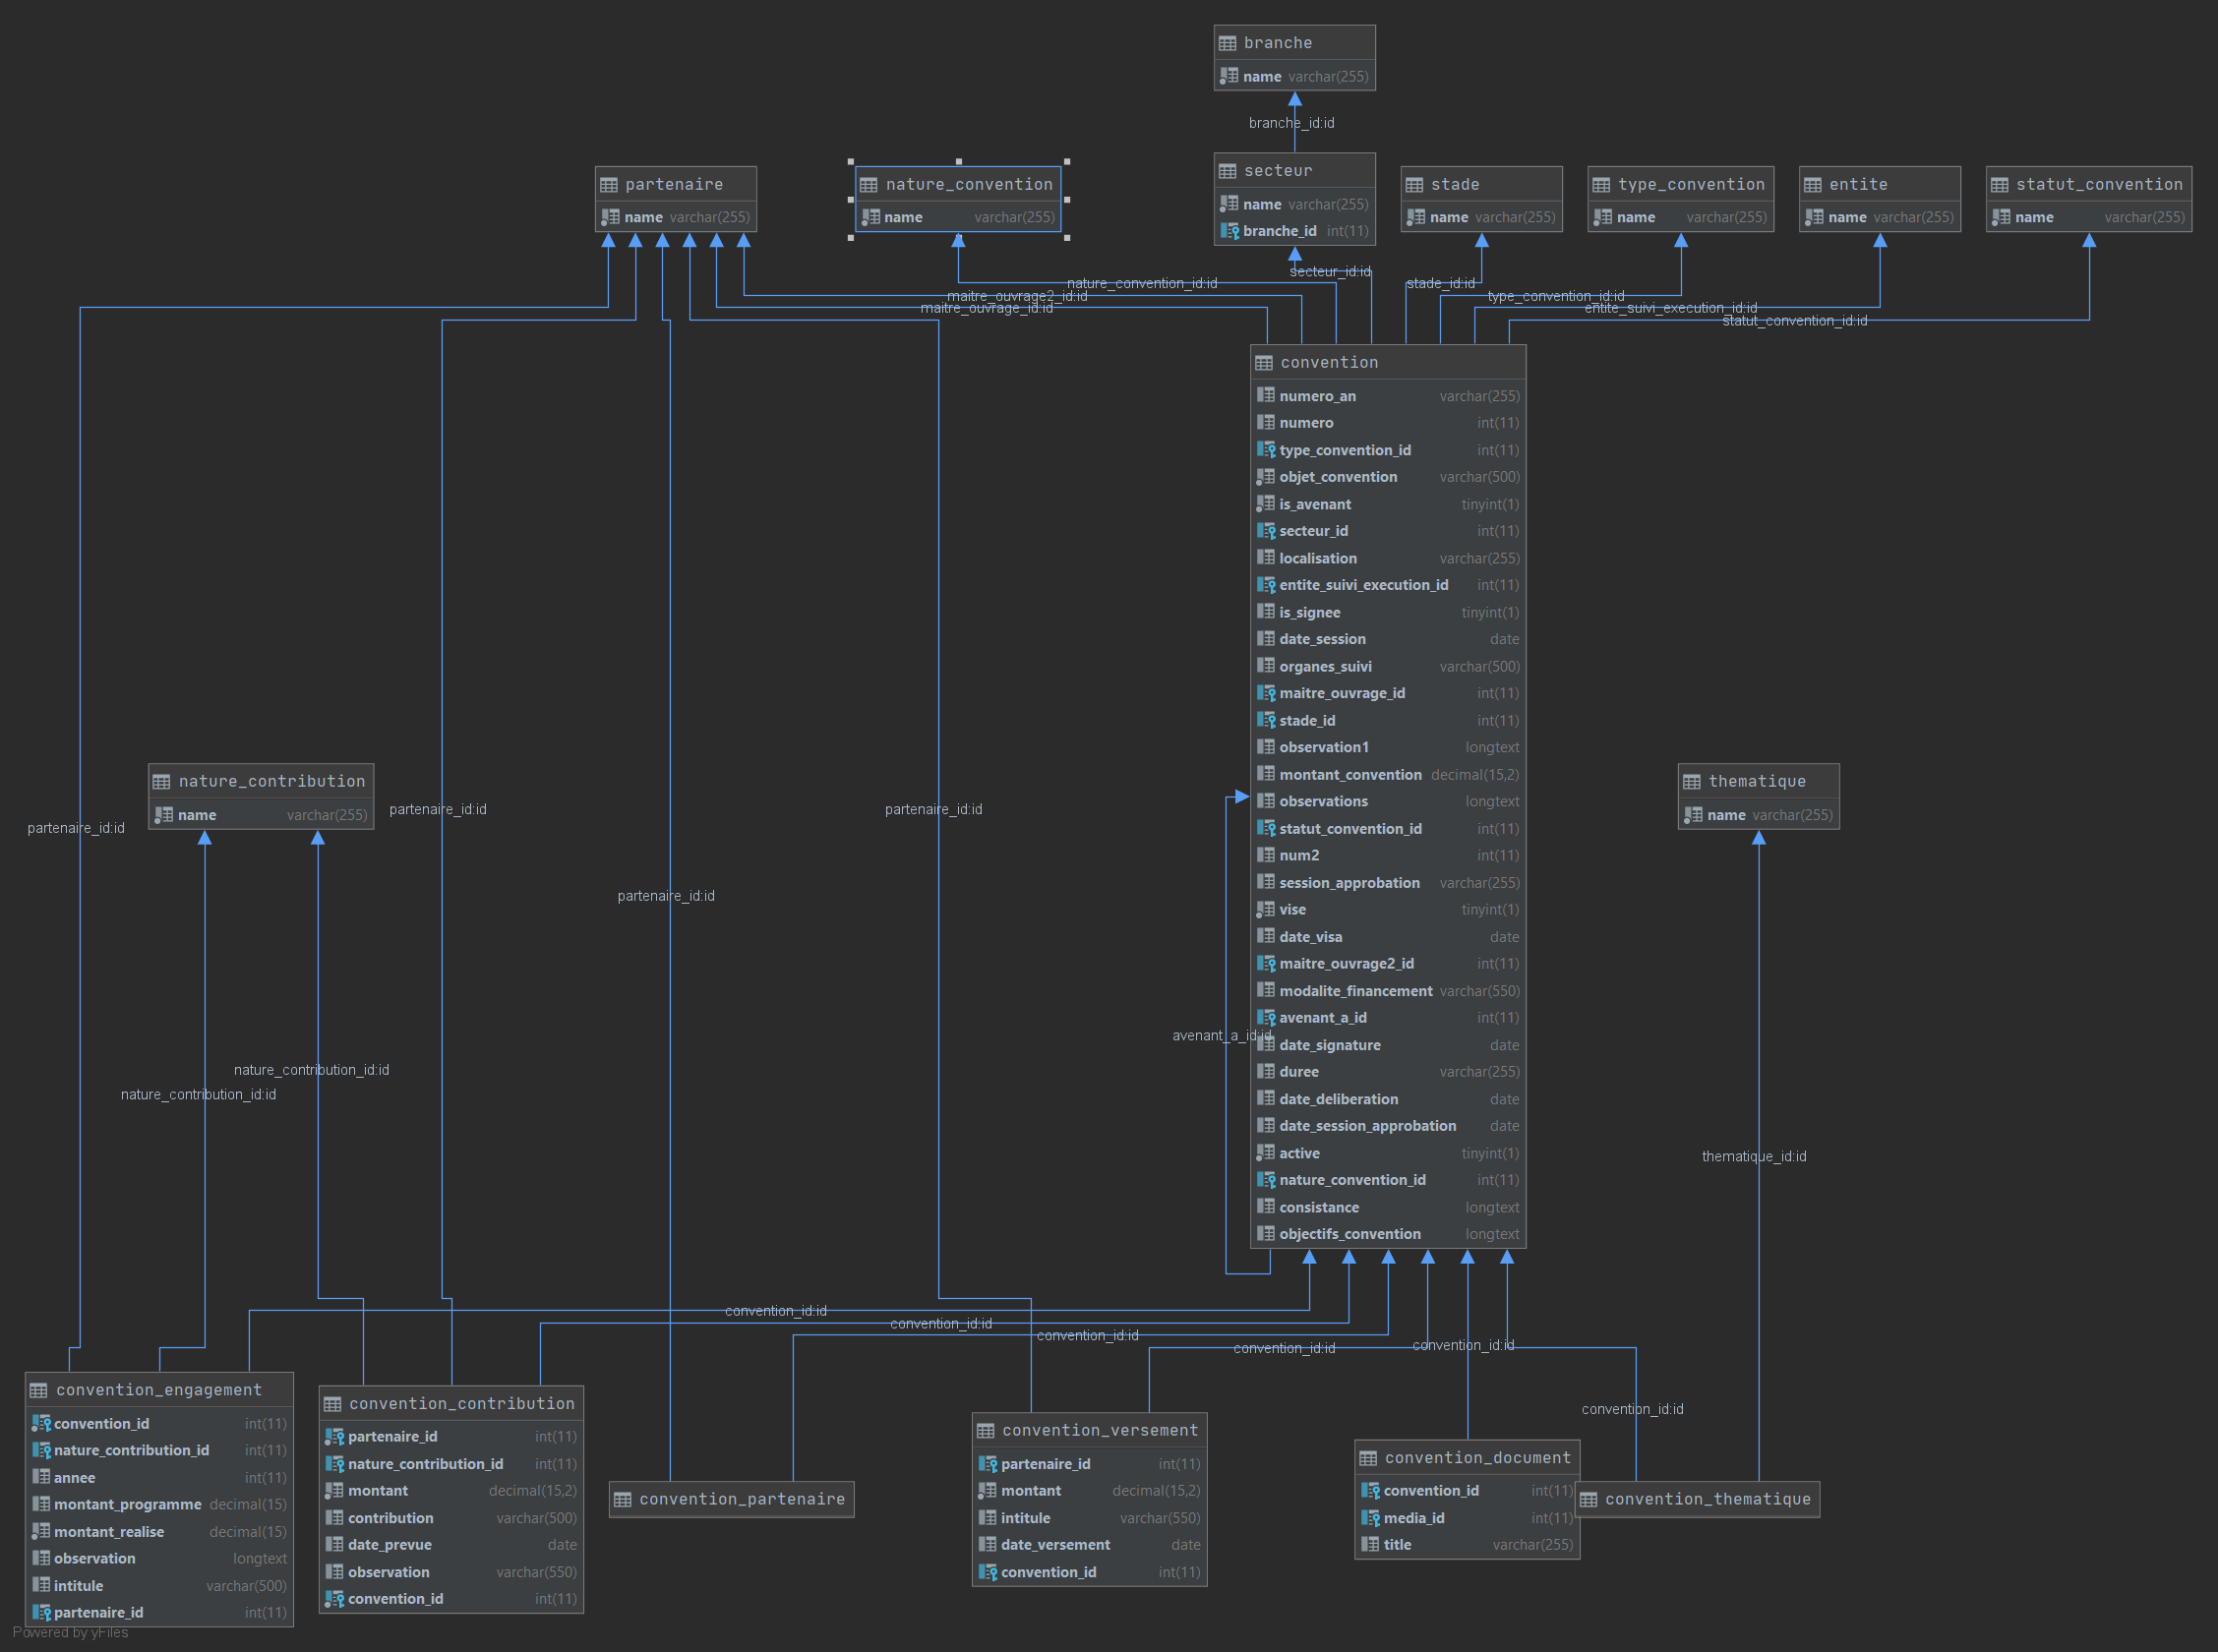 branche
name varchar(255)
branche_id:id
partenaire
name varchar(255)
nature_convention
name varchar(255)
secteur
name varchar(255)
branche_id int(11)
stade
name varchar(255)
type_convention
name varchar(255)
entite
name varchar(255)
statut_convention
name varchar(255)
secteur_id:id
nature_convention_id:id
stade_id:id
maitre_ouvrage2_id:id
type_convention_id:id
maitre_ouvrage_id:id
entite_suivi_execution_id:id
statut_convention_id:id
convention
numero_an varchar(255)
numero int(11)
type_convention_id int(11)
objet_convention varchar(500)
is_avenant tinyint(1)
secteur_id int(11)
localisation varchar(255)
entite_suivi_execution_id int(11)
is_signee tinyint(1)
date_session date
organes_suivi varchar(500)
maitre_ouvrage_id int(11)
stade_id int(11)
observation1 longtext
montant_convention decimal(15,2)
observations longtext
statut_convention_id int(11)
num2 int(11)
session_approbation varchar(255)
vise tinyint(1)
date_visa date
maitre_ouvrage2_id int(11)
modalite_financement varchar(550)
avenant_a_id int(11)
date_signature date
duree varchar(255)
date_deliberation date
date_session_approbation date
active tinyint(1)
nature_convention_id int(11)
consistance longtext
objectifs_convention longtext
nature_contribution
name varchar(255)
thematique
name varchar(255)
partenaire_id:id
partenaire_id:id
partenaire_id:id
partenaire_id:id
avenant_a_id:id
nature_contribution_id:id
nature_contribution_id:id
thematique_id:id
convention_id:id
convention_id:id
convention_id:id
convention_id:id
convention_id:id
convention_id:id
convention_engagement
convention_id int(11)
nature_contribution_id int(11)
annee int(11)
montant_programme decimal(15)
montant_realise decimal(15)
observation longtext
intitule varchar(500)
partenaire_id int(11)
convention_contribution
partenaire_id int(11)
nature_contribution_id int(11)
montant decimal(15,2)
contribution varchar(500)
date_prevue date
observation varchar(550)
convention_id int(11)
convention_partenaire
convention_versement
partenaire_id int(11)
montant decimal(15,2)
intitule varchar(550)
date_versement date
convention_id int(11)
convention_document
convention_id int(11)
media_id int(11)
title varchar(255)
convention_thematique
Powered by yFiles